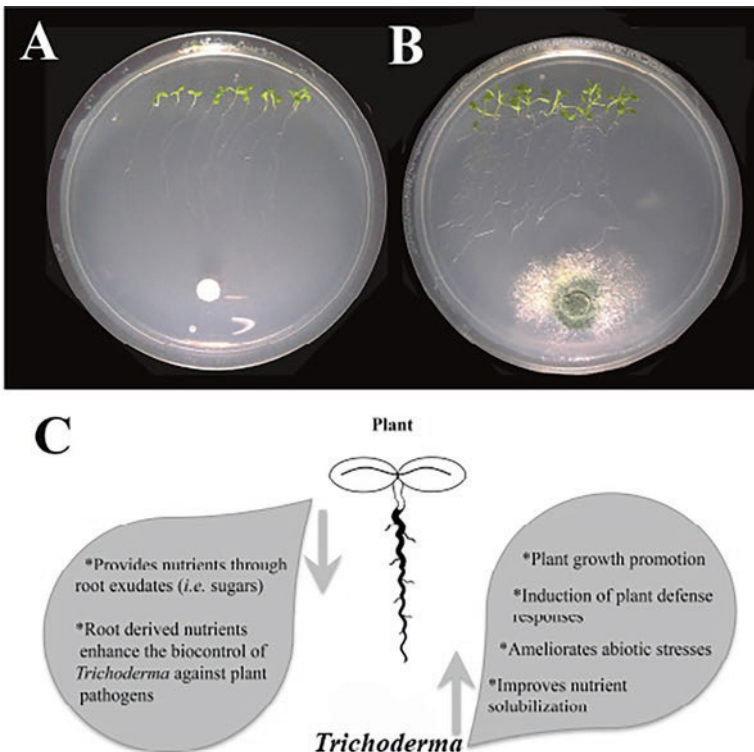 A
B
C
Plant
*Provides nutrients through
root exudates (i.e. sugars)
*Root derived nutrients
enhance the biocontrol of
Trichoderma against plant
pathogens
*Plant growth promotion
*Induction of plant defense
responses
*Ameliorates abiotic stresses
*Improves nutrient
solubilization
Trichoderma